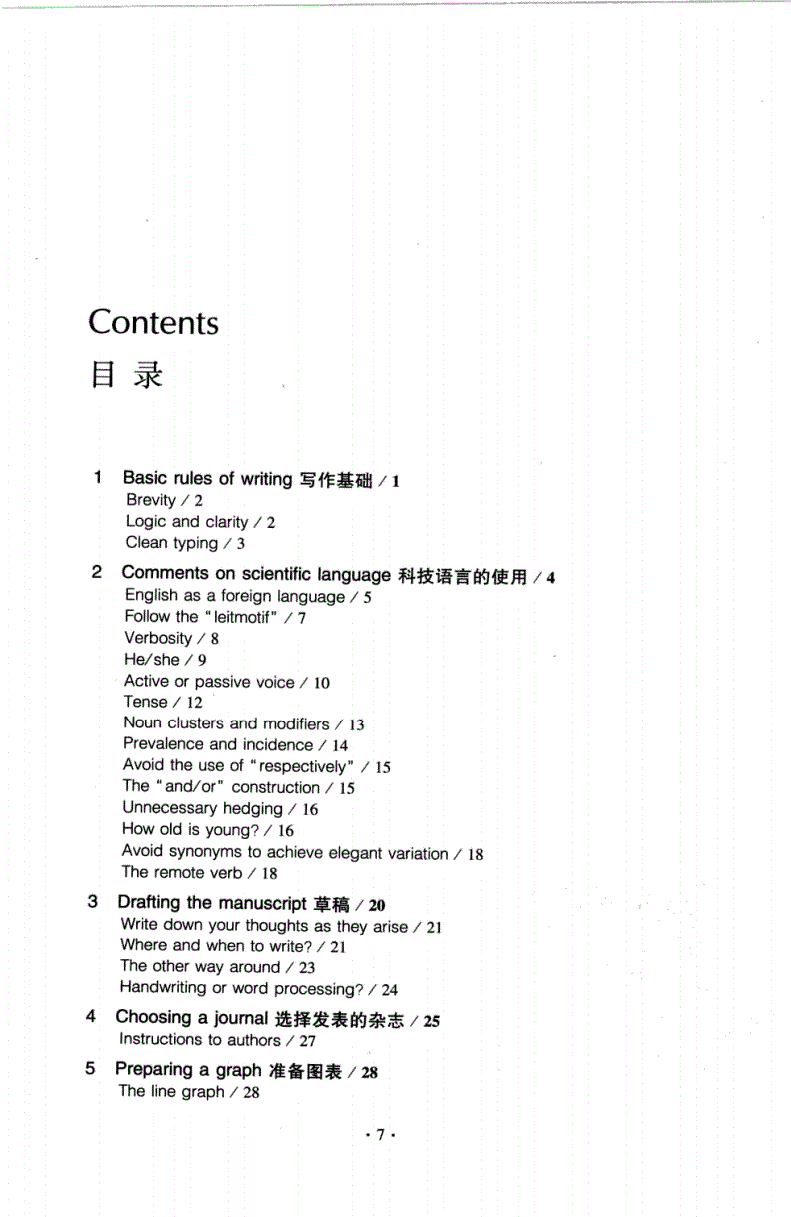 Contents
目 录
1 Basic rules of writing 写作基础 / 1
Brevity / 2
Logic and clarity / 2
Clean typing / 3
2 Comments on scientific language 科技语言的使用 / 4
English as a foreign language / 5
Follow the "leitmotif" / 7
Verbosity / 8
He/she / 9
Active or passive voice / 10
Tense / 12
Noun clusters and modifiers / 13
Prevalence and incidence / 14
Avoid the use of "respectively" / 15
The "and/or" construction / 15
Unnecessary hedging / 16
How old is young? / 16
Avoid synonyms to achieve elegant variation / 18
The remote verb / 18
3 Drafting the manuscript 草稿 / 20
Write down your thoughts as they arise / 21
Where and when to write? / 21
The other way around / 23
Handwriting or word processing? / 24
4 Choosing a journal 选择发表的杂志 / 25
Instructions to authors / 27
5 Preparing a graph 准备图表 / 28
The line graph / 28
· 7 ·